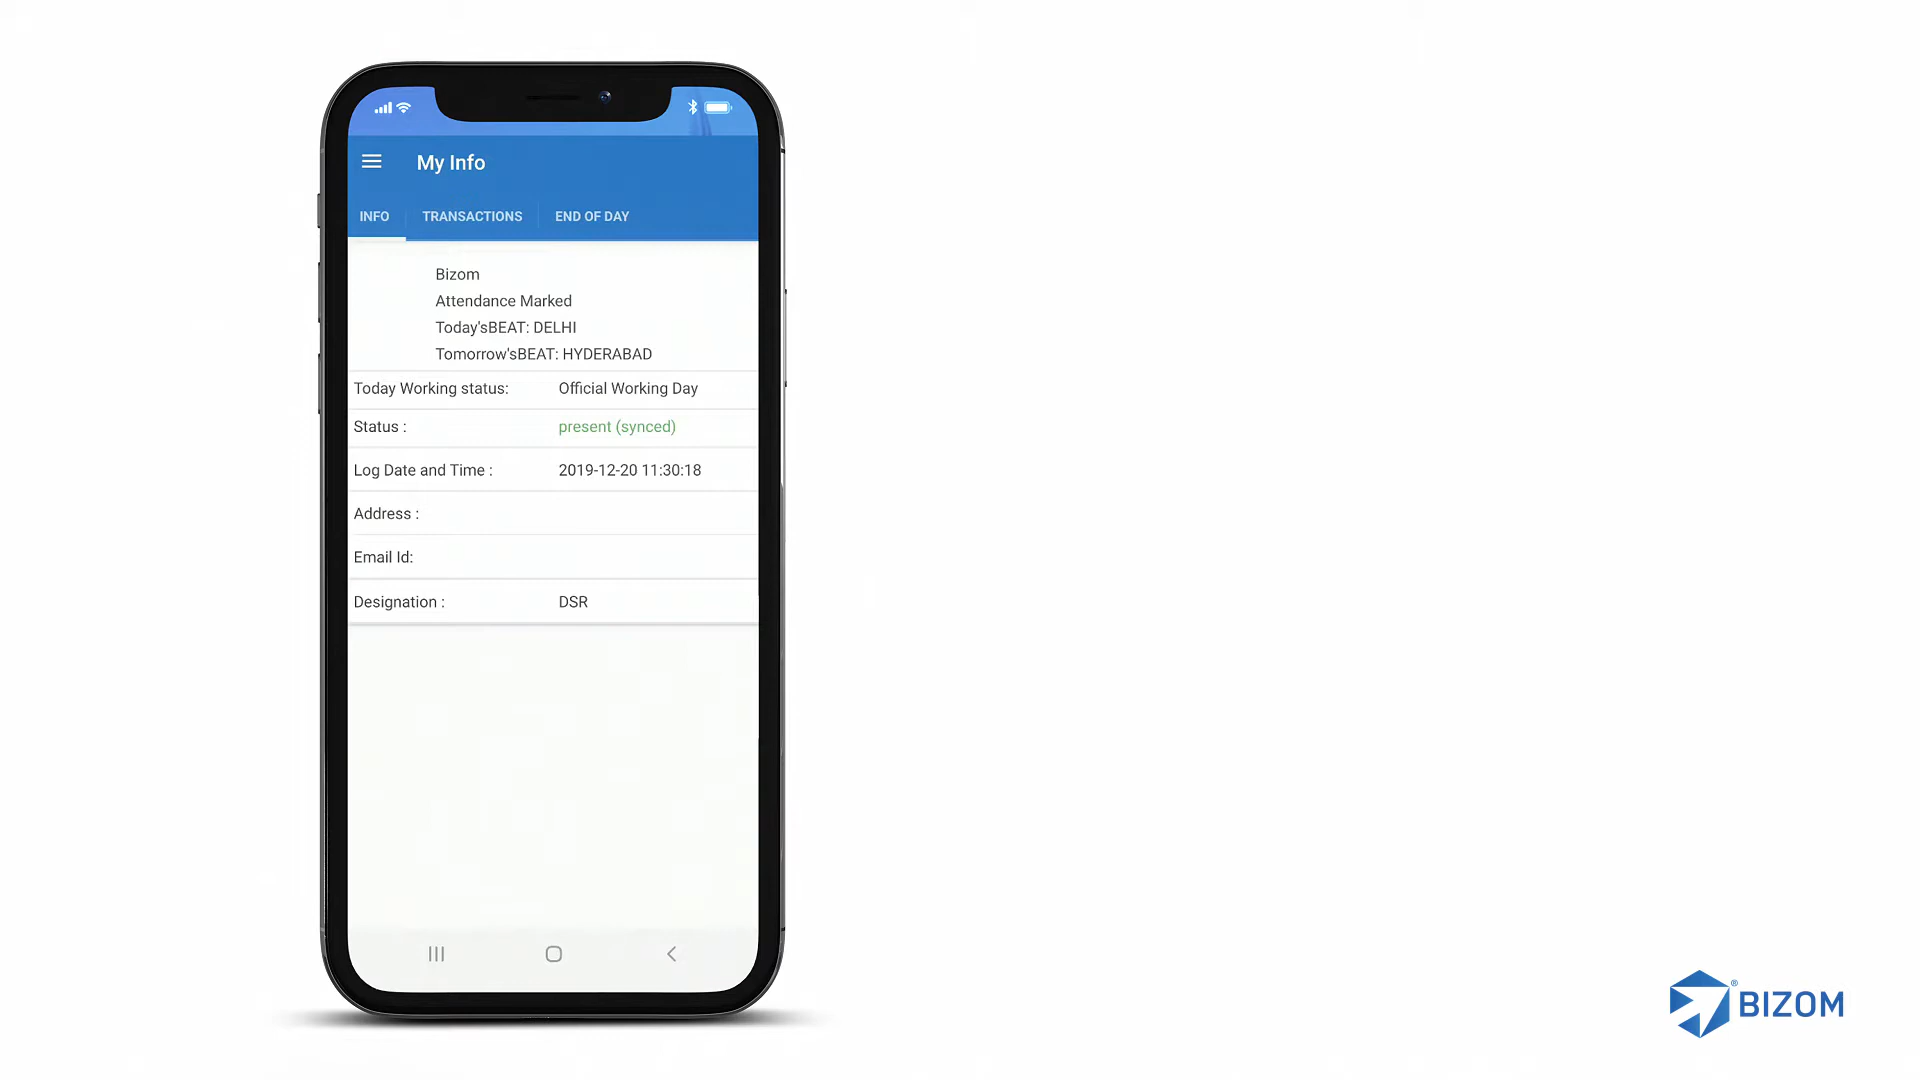 My Info
INFO TRANSACTIONS END OF DAY
Bizom
Attendance Marked
Today'sBEAT: DELHI
Tomorrow'sBEAT: HYDERABAD
Today Working status: Official Working Day
Status : present (synced)
Log Date and Time : 2019-12-20 11:30:18
Address :
Email Id:
Designation : DSR
®BIZOM